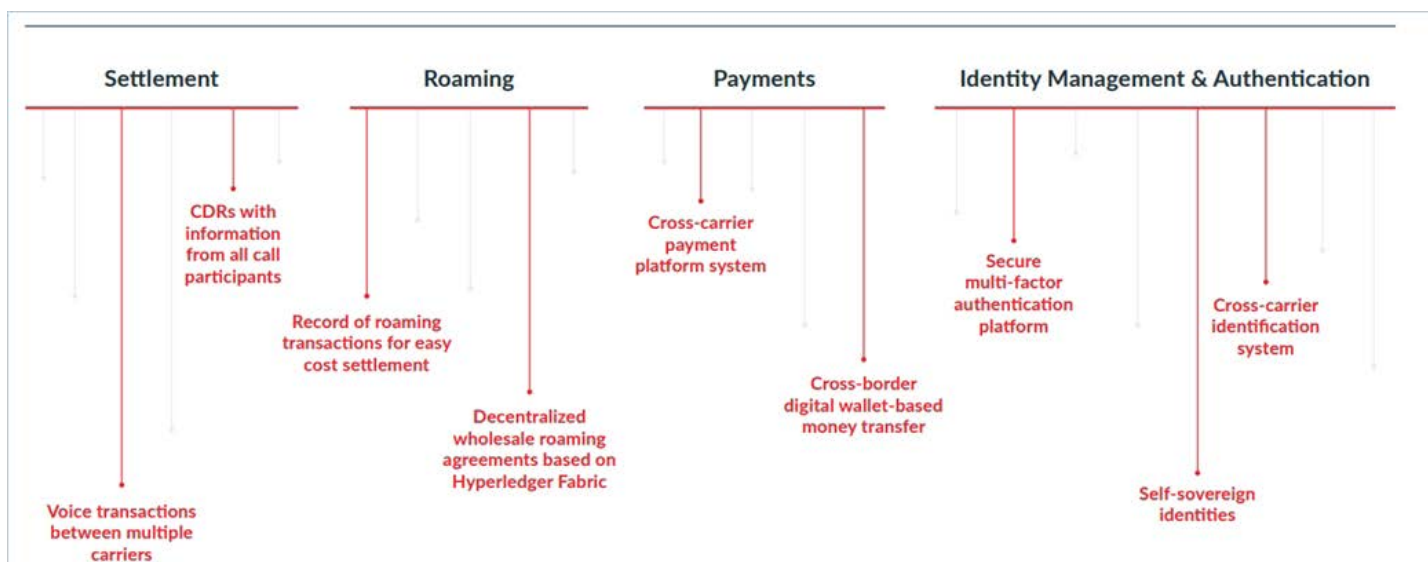 Settlement
Roaming
Payments
Identity Management & Authentication
CDRs with
information
from all call
participants
Voice transactions
between multiple
carriers
Record of roaming
transactions for easy
cost settlement
Decentralized
wholesale roaming
agreements based on
Hyperledger Fabric
Cross-carrier
payment
platform system
Cross-border
digital wallet-based
money transfer
Secure
multi-factor
authentication
platform
Self-sovereign
identities
Cross-carrier
identification
system